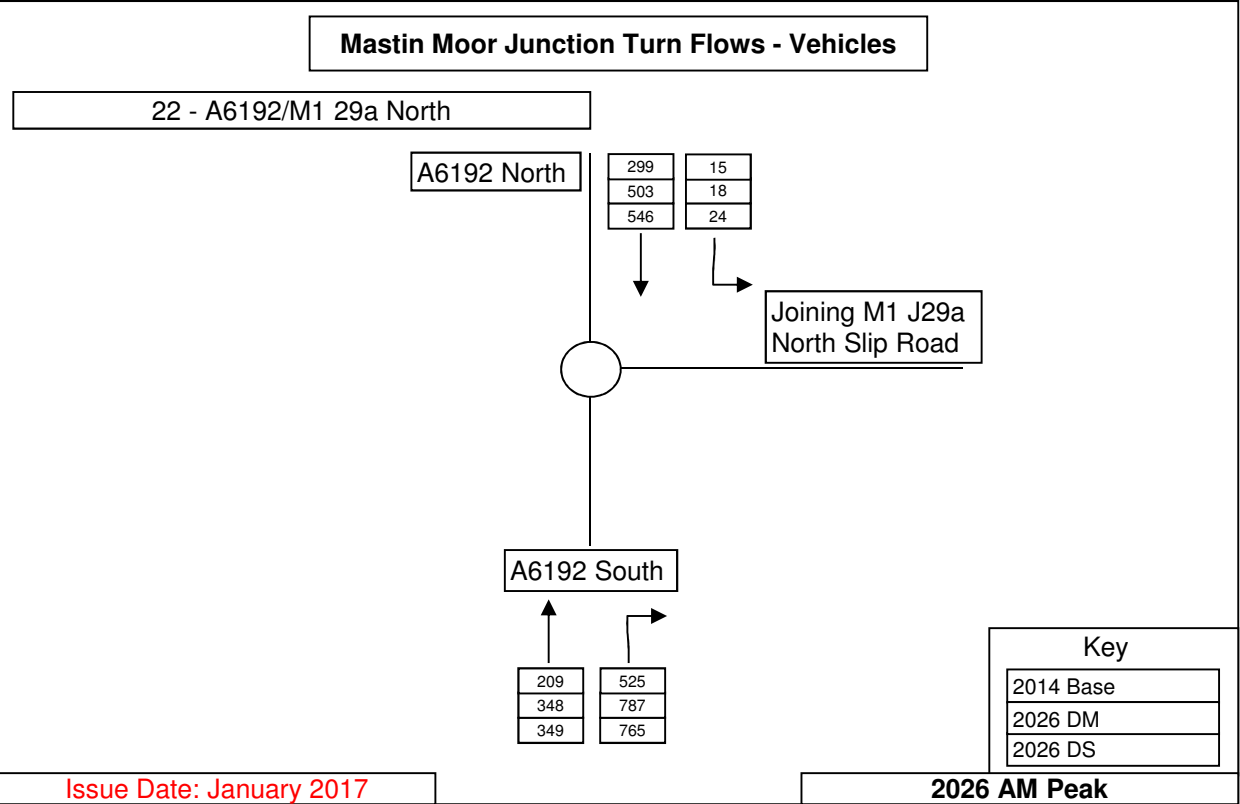 Mastin Moor Junction Turn Flows - Vehicles
22 - A6192/M1 29a North
A6192 North
299 15
503 18
546 24
Joining M1 J29a
North Slip Road
A6192 South
209 525
348 787
349 765
Key
2014 Base
2026 DM
2026 DS
Issue Date: January 2017
2026 AM Peak